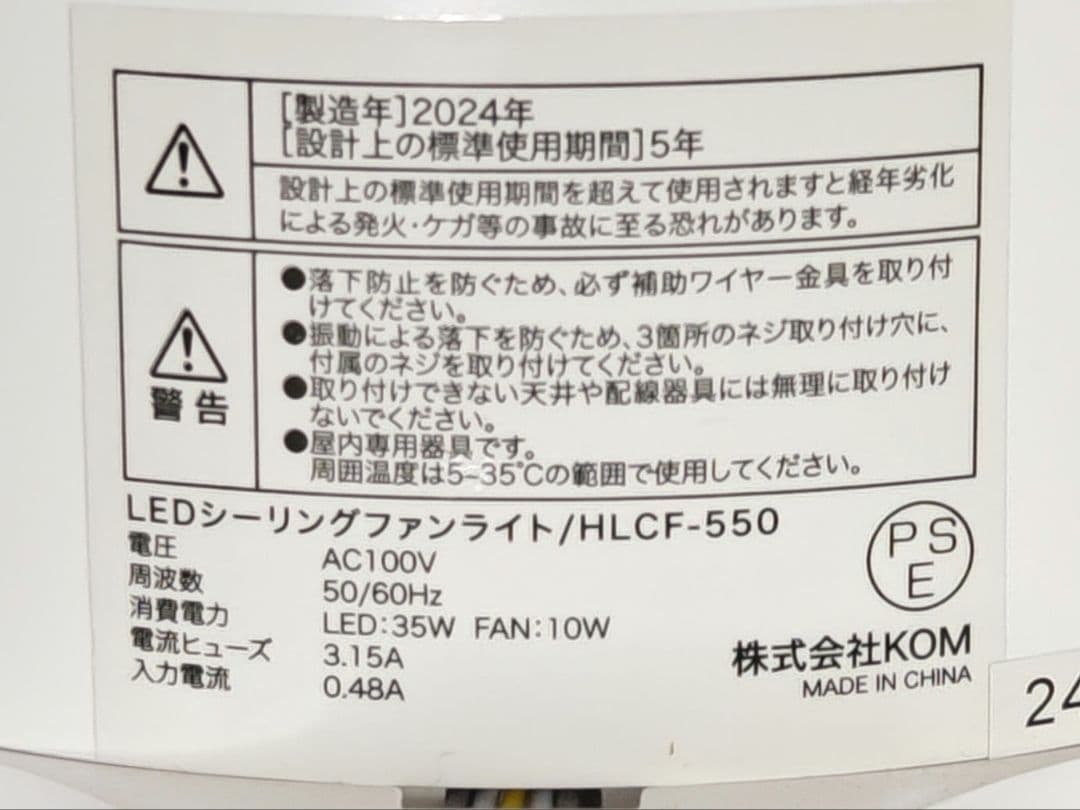 [製造年]2024年
[設計上の標準使用期間]5年
設計上の標準使用期間を超えて使用されますと経年劣化
による発火・ケガ等の事故に至る恐れがあります。
警告
●落下防止を防ぐため、必ず補助ワイヤー金具を取り付
けてください。
●振動による落下を防ぐため、3箇所のネジ取り付け穴に、
付属のネジを取り付けてください。
●取り付けできない天井や配線器具には無理に取り付け
ないでください。
●屋内専用器具です。
周囲温度は5~35℃の範囲で使用してください。
LEDシーリングファンライト/HLCF-550
電圧 AC100V
周波数 50/60Hz
消費電力 LED:35W FAN:10W
電流ヒューズ 3.15A
入力電流 0.48A
PSE
株式会社KOM
MADE IN CHINA